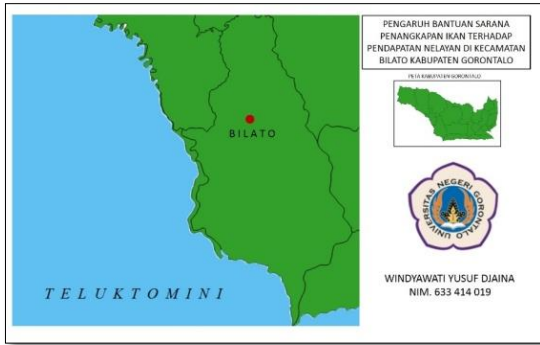 PENGARUH BANTUAN SARANA
PENANGKAPAN IKAN TERHADAP
PENDAPATAN NELAYAN DI KECAMATAN
BILATO KABUPATEN GORONTALO
PETA KABUPATEN GORONTALO
BILATO
UNIVERSITAS NEGERI GORONTALO
WINDYAWATI YUSUF DJAINA
NIM. 633 414 019
TELUKTOMINI